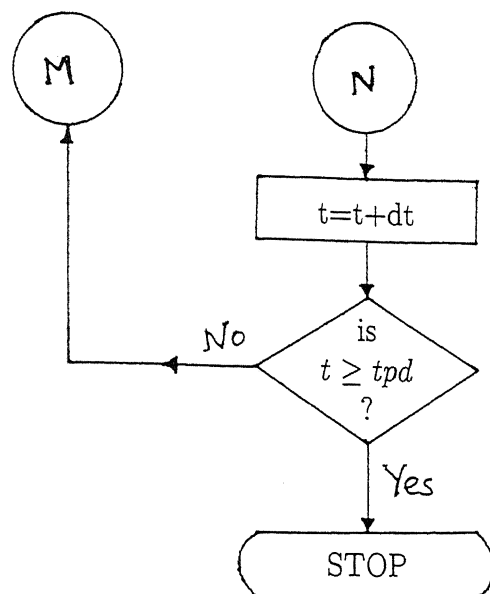 M
N
t=t+dt
is
t ≥ tpd
?
No
Yes
STOP